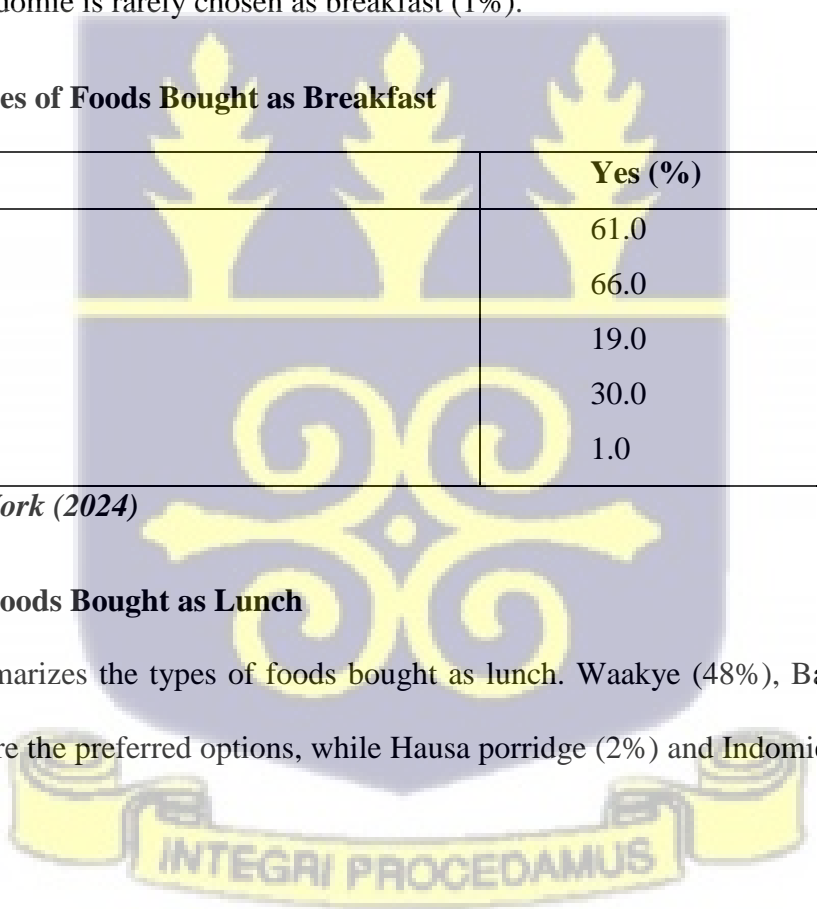 domie is rarely chosen as breakfast (1%).
es of Foods Bought as Breakfast
Yes (%)
61.0
66.0
19.0
30.0
1.0
ork (2024)
oods Bought as Lunch
marizes the types of foods bought as lunch. Waakye (48%), Ba
re the preferred options, while Hausa porridge (2%) and Indomie
INTEGRI PROCEDAMUS